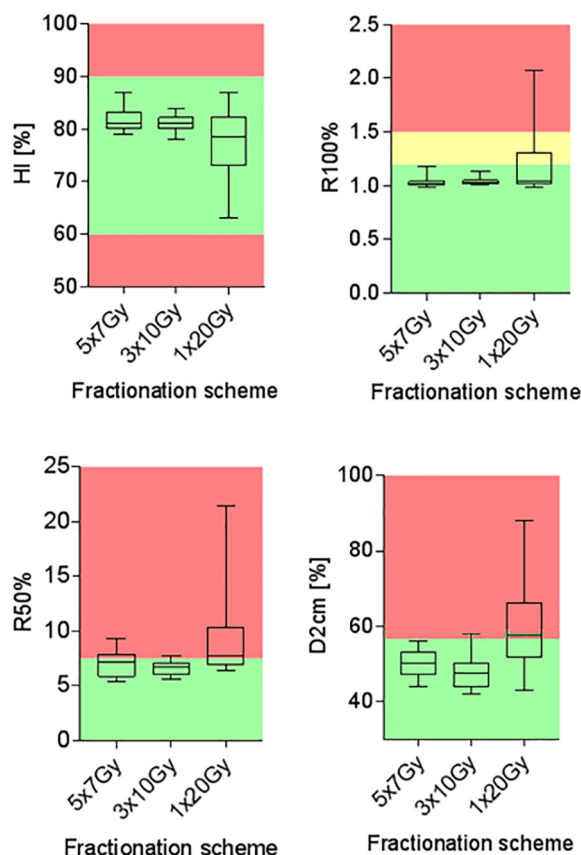 100
90
80
70
60
50
HI [%]
5x7Gy
3x10Gy
1x20Gy
Fractionation scheme
2.5
2.0
1.5
1.0
0.5
0.0
R100%
5x7Gy
3x10Gy
1x20Gy
Fractionation scheme
25
20
15
10
5
0
R50%
5x7Gy
3x10Gy
1x20Gy
Fractionation scheme
100
80
60
40
D2cm [%]
5x7Gy
3x10Gy
1x20Gy
Fractionation scheme